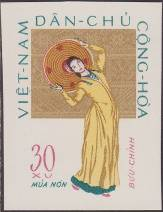 VIỆT-NAM
DÂN-CHỦ
CỘNG-HÒA
30
XU
MÚA NÓN
BƯU-CHÍNH